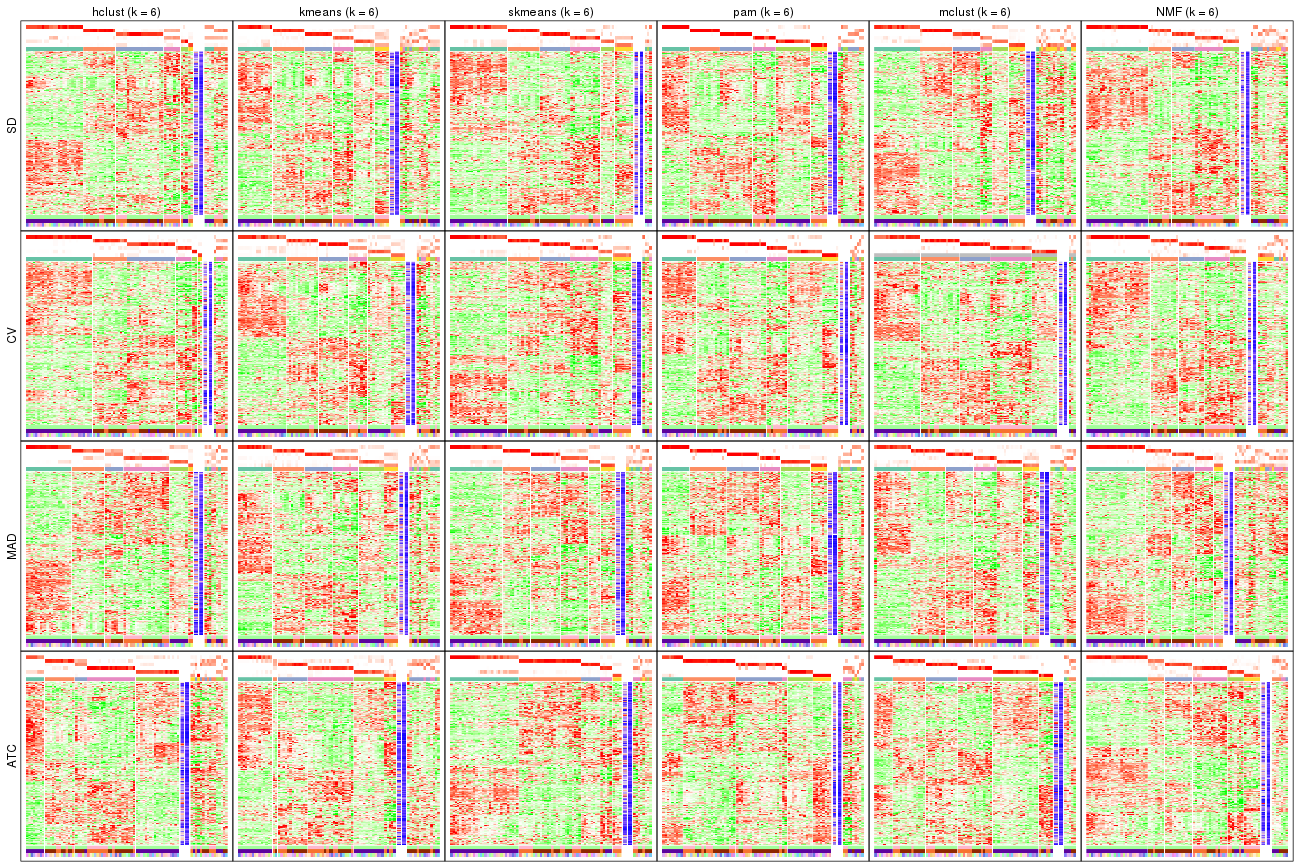 hclust (k = 6) kmeans (k = 6) skmeans (k = 6) pam (k = 6) mclust (k = 6) NMF (k = 6)
SD
CV
MAD
ATC